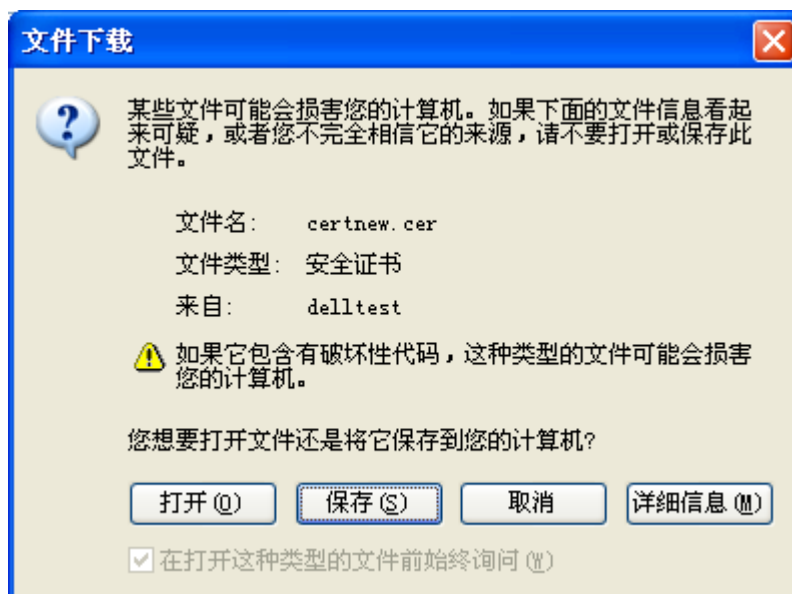 文件下载
某些文件可能会损害您的计算机。如果下面的文件信息看起
来可疑，或者您不完全相信它的来源，请不要打开或保存此
文件。
文件名： certnew.cer
文件类型： 安全证书
来自： delltest
如果它包含有破坏性代码，这种类型的文件可能会损害
您的计算机。
您想要打开文件还是将它保存到您的计算机?
打开(O) 保存(S) 取消 详细信息(M)
在打开这种类型的文件前始终询问(W)